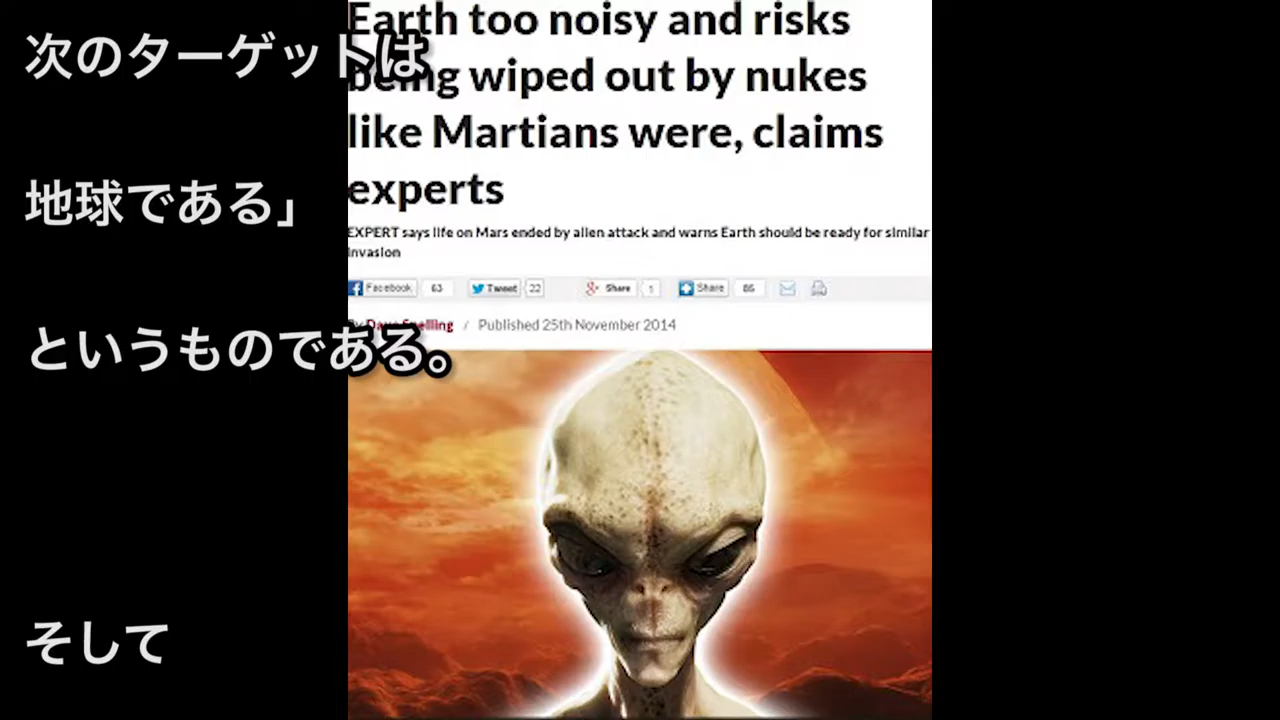 次のターゲットは
地球である」
というものである。
そして
Earth too noisy and risks
being wiped out by nukes
like Martians were, claims
experts
EXPERT says life on Mars ended by alien attack and warns Earth should be ready for similar
invasion
Facebook 63 Tweet 22 Share 1 Share 86
By Dave Snelling / Published 25th November 2014